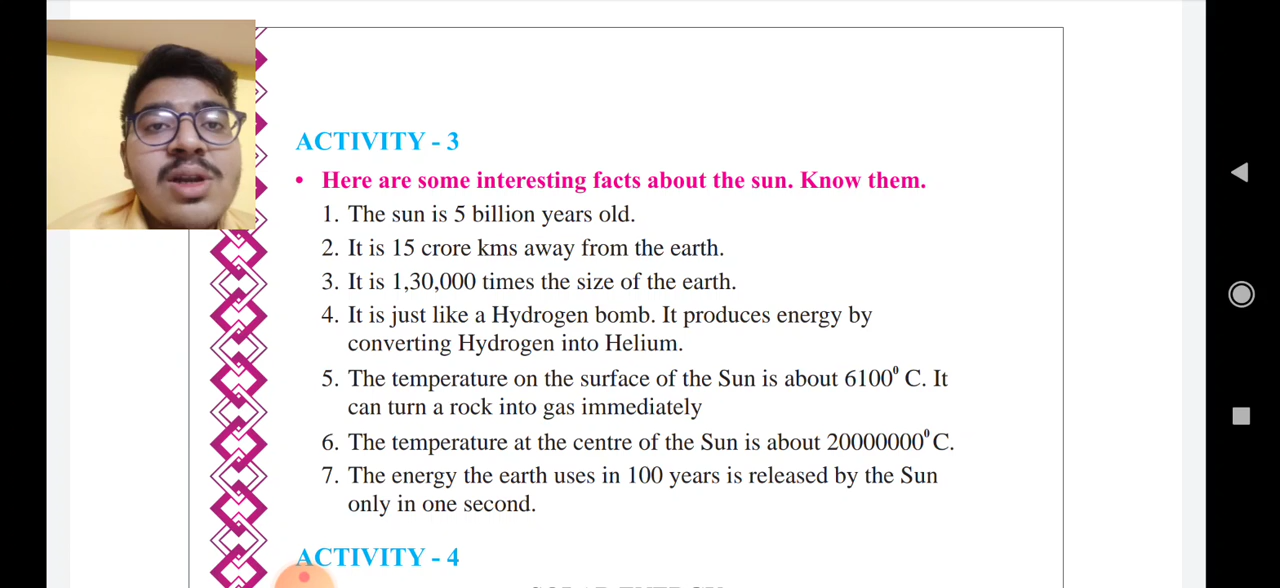 ACTIVITY - 3
• Here are some interesting facts about the sun. Know them.
1. The sun is 5 billion years old.
2. It is 15 crore kms away from the earth.
3. It is 1,30,000 times the size of the earth.
4. It is just like a Hydrogen bomb. It produces energy by
converting Hydrogen into Helium.
5. The temperature on the surface of the Sun is about 6100⁰ C. It
can turn a rock into gas immediately
6. The temperature at the centre of the Sun is about 20000000⁰ C.
7. The energy the earth uses in 100 years is released by the Sun
only in one second.
ACTIVITY - 4